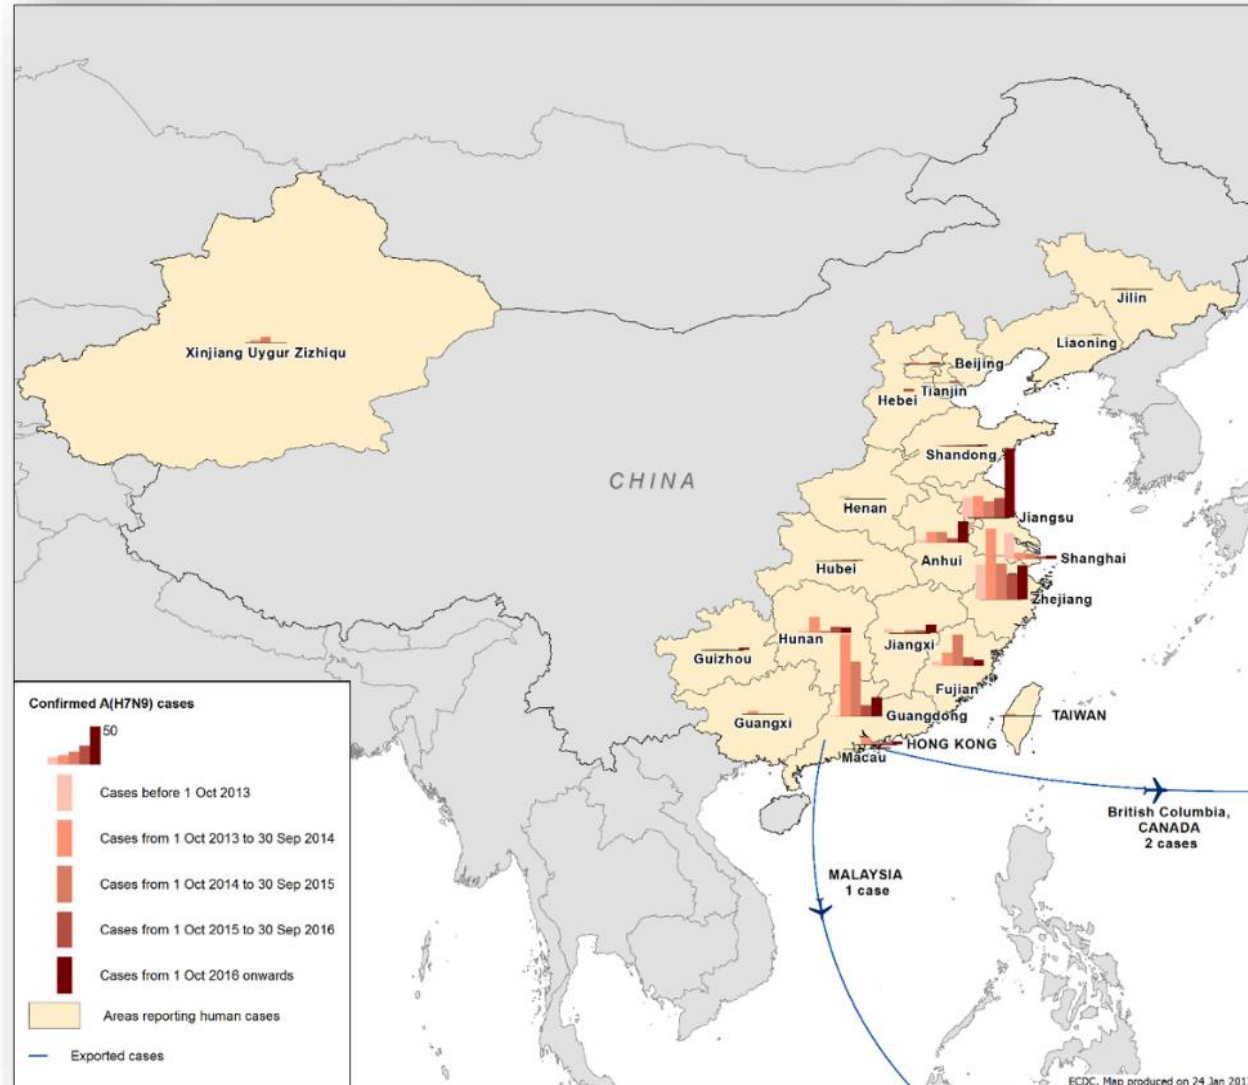 Jilin
Liaoning
Xinjiang Uygur Zizhiqu
Beijing
Tianjin
Hebei
Shandong
CHINA
Henan
Jiangsu
Anhui
Shanghai
Hubei
Zhejiang
Hunan
Jiangxi
Guizhou
Fujian
Guangxi
Guangdong
TAIWAN
HONG KONG
Macau
British Columbia,
CANADA
2 cases
MALAYSIA
1 case
Confirmed A(H7N9) cases
50
Cases before 1 Oct 2013
Cases from 1 Oct 2013 to 30 Sep 2014
Cases from 1 Oct 2014 to 30 Sep 2015
Cases from 1 Oct 2015 to 30 Sep 2016
Cases from 1 Oct 2016 onwards
Areas reporting human cases
Exported cases
ECDC. Map produced on 24 Jan